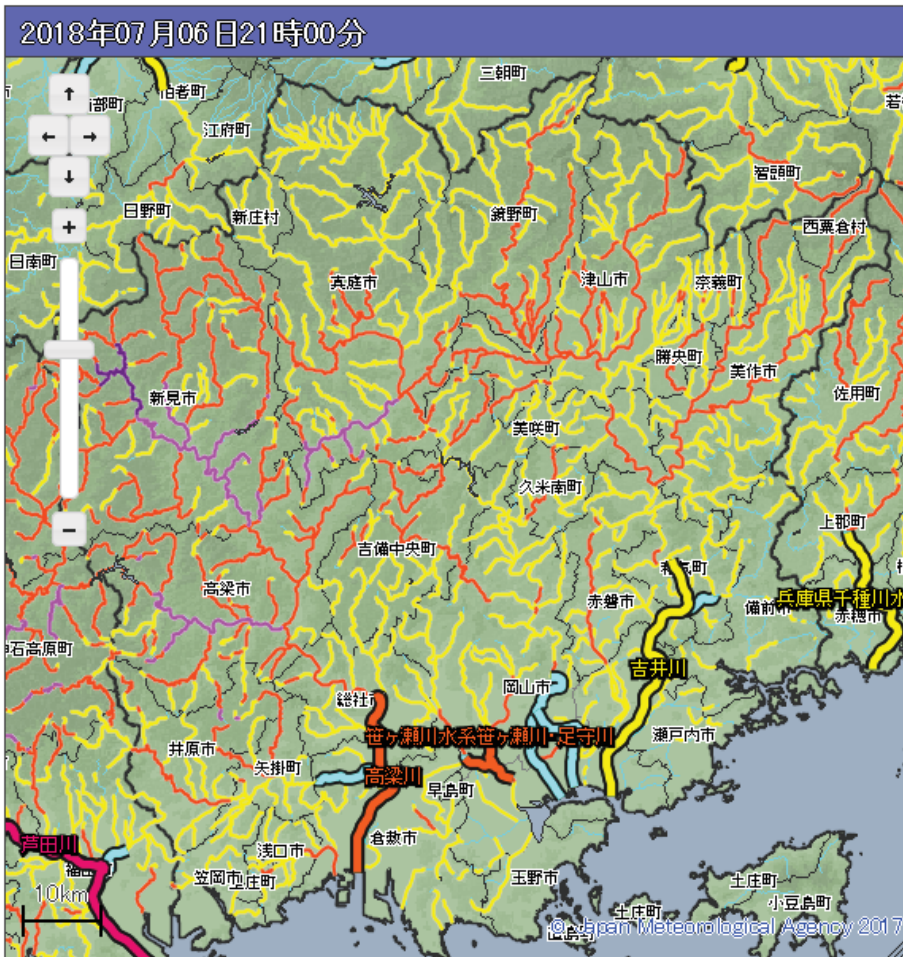 2018年07月06日21時00分
三朝町
伯耆町
江府町
智頭町
日野町
新庄村
鏡野町
西粟倉村
日南町
真庭市
津山市
奈義町
勝央町
美作市
新見市
佐用町
美咲町
久米南町
上郡町
吉備中央町
高梁市
赤磐市
和気町
備前市
兵庫県千種川水
赤穂市
石高原町
吉井川
岡山市
総社市
笹ヶ瀬川水系笹ヶ瀬川・足守川
瀬戸内市
井原市
矢掛町
高梁川
早島町
倉敷市
芦田川
浅口市
笠岡市
里庄町
玉野市
10km
土庄町
小豆島町
土庄町
© Japan Meteorological Agency 2017